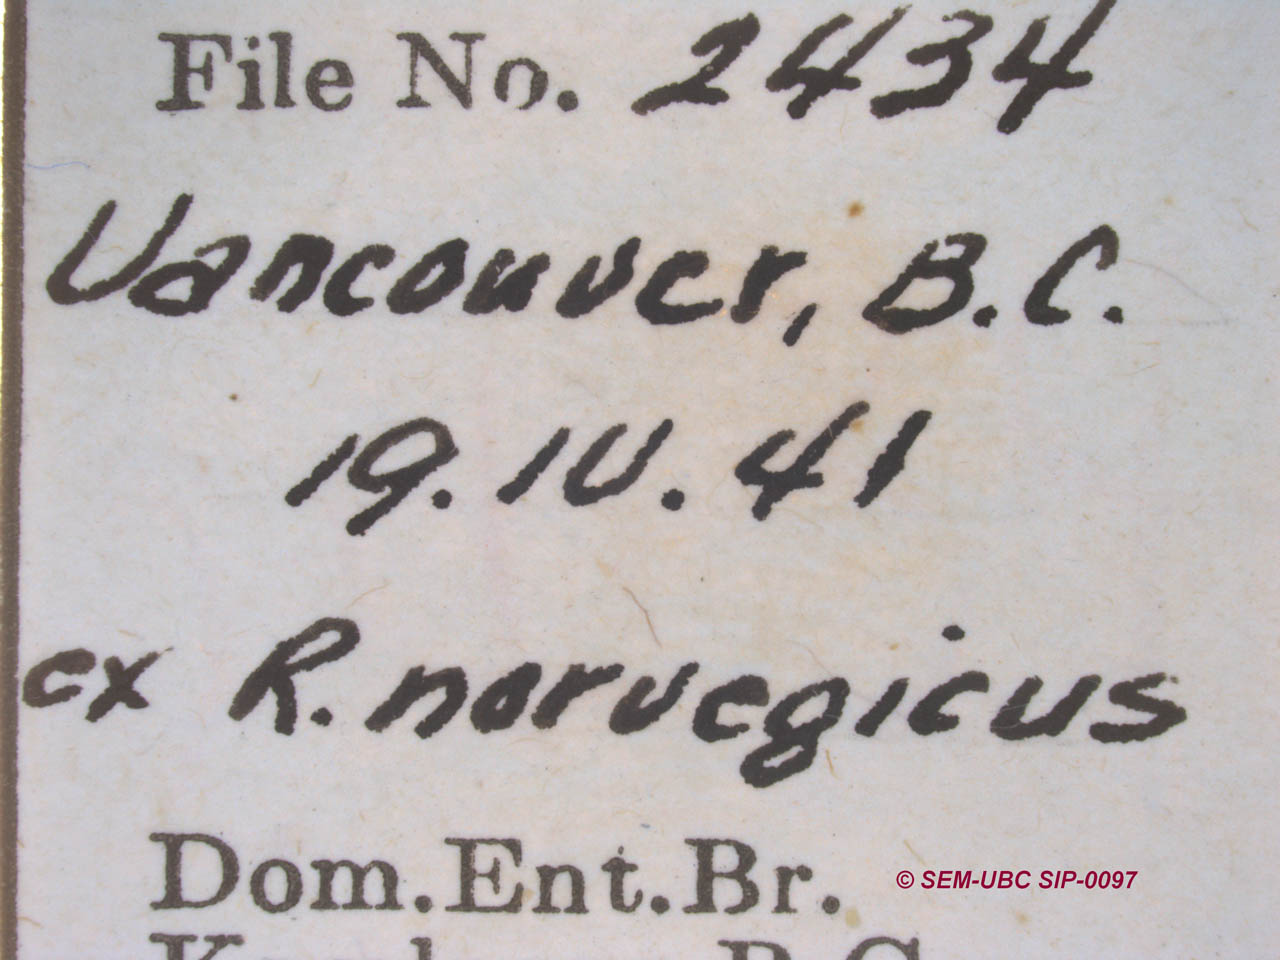 File No. 2434
Vancouver, B.C.
19.IV.41
ex R. norvegicus
Dom.Ent.Br.
© SEM-UBC SIP-0097